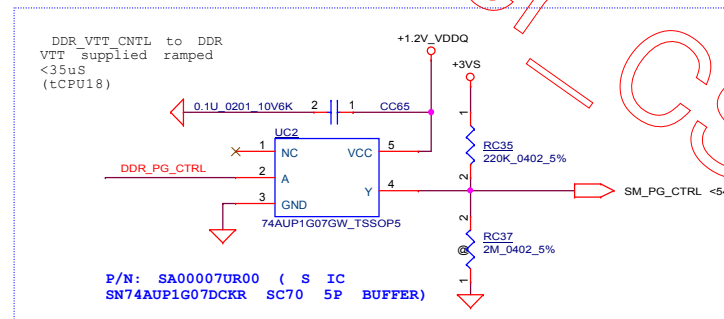 DDR_VTT_CNTL to DDR
VTT supplied ramped
<35uS
(tCPU18)
+1.2V_VDDQ
+3VS
0.1U_0201_10V6K
2
1
CC65
UC2
1
NC
VCC
5
DDR_PG_CTRL
2
A
3
GND
Y
4
74AUP1G07GW_TSSOP5
1
RC35
220K_0402_5%
2
SM_PG_CTRL <54
2
RC37
@
2M_0402_5%
1
P/N: SA00007UR00 ( S IC
SN74AUP1G07DCKR SC70 5P BUFFER)